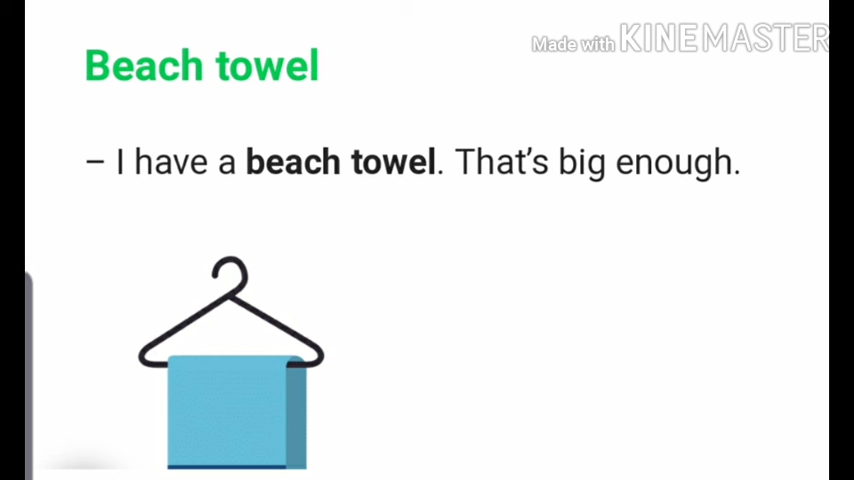 Made with KINEMASTER
Beach towel
– I have a beach towel. That’s big enough.